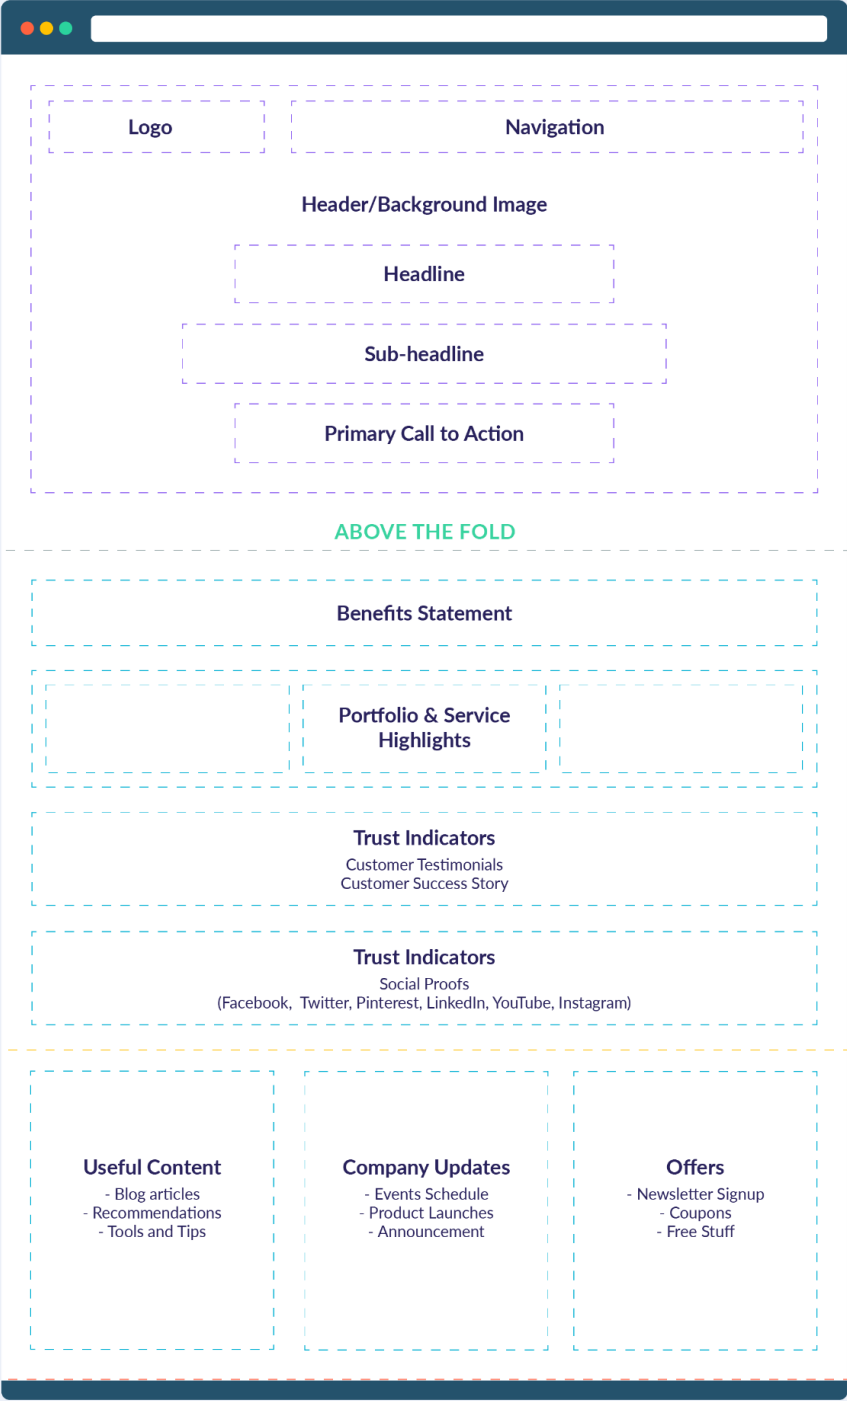 Logo
Navigation
Header/Background Image
Headline
Sub-headline
Primary Call to Action
ABOVE THE FOLD
Benefits Statement
Portfolio & Service
Highlights
Trust Indicators
Customer Testimonials
Customer Success Story
Trust Indicators
Social Proofs
(Facebook,  Twitter, Pinterest, LinkedIn, YouTube, Instagram)
Useful Content
- Blog articles
- Recommendations
- Tools and Tips
Company Updates
- Events Schedule
- Product Launches
- Announcement
Offers
- Newsletter Signup
- Coupons
- Free Stuff